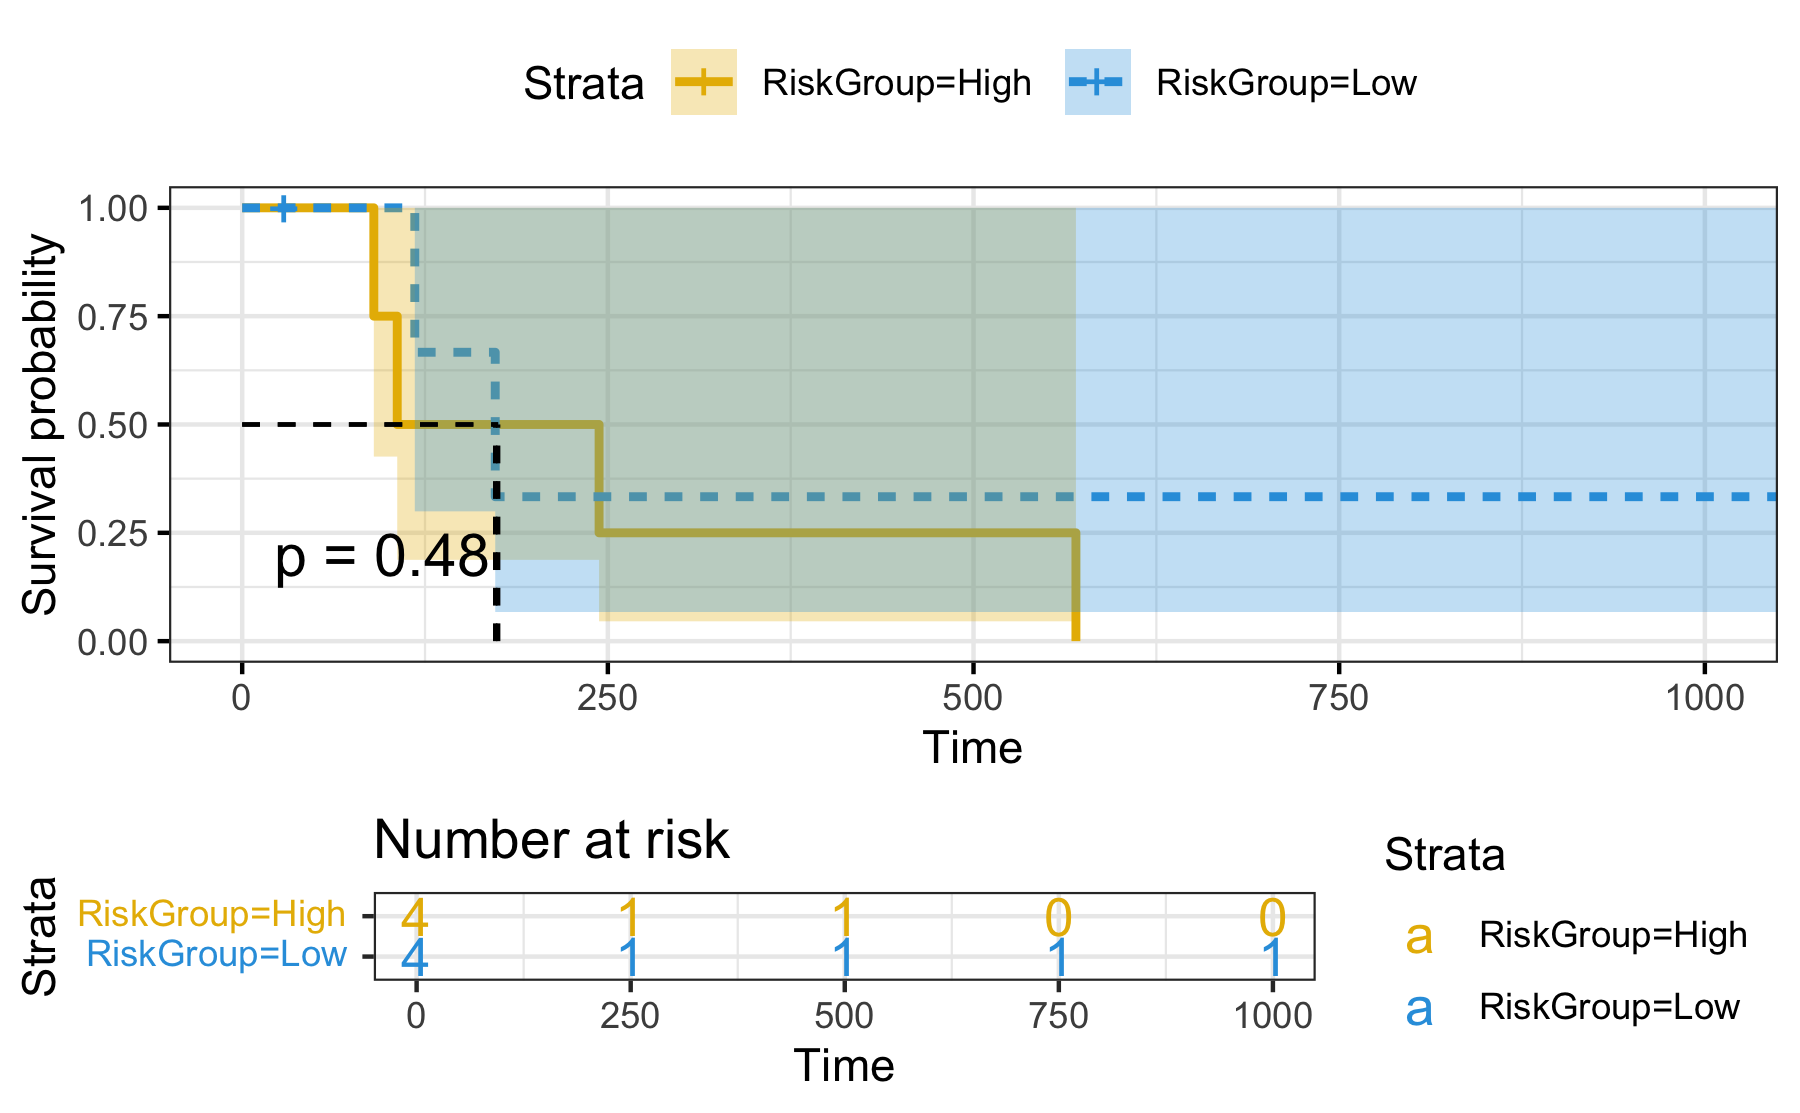 Strata RiskGroup=High RiskGroup=Low
Survival probability
1.00
0.75
0.50
0.25
0.00
p = 0.48
0 250 500 750 1000
Time
Number at risk
Strata
RiskGroup=High 4 1 1 0 0
RiskGroup=Low 4 1 1 1 1
0 250 500 750 1000
Time
Strata
a RiskGroup=High
a RiskGroup=Low